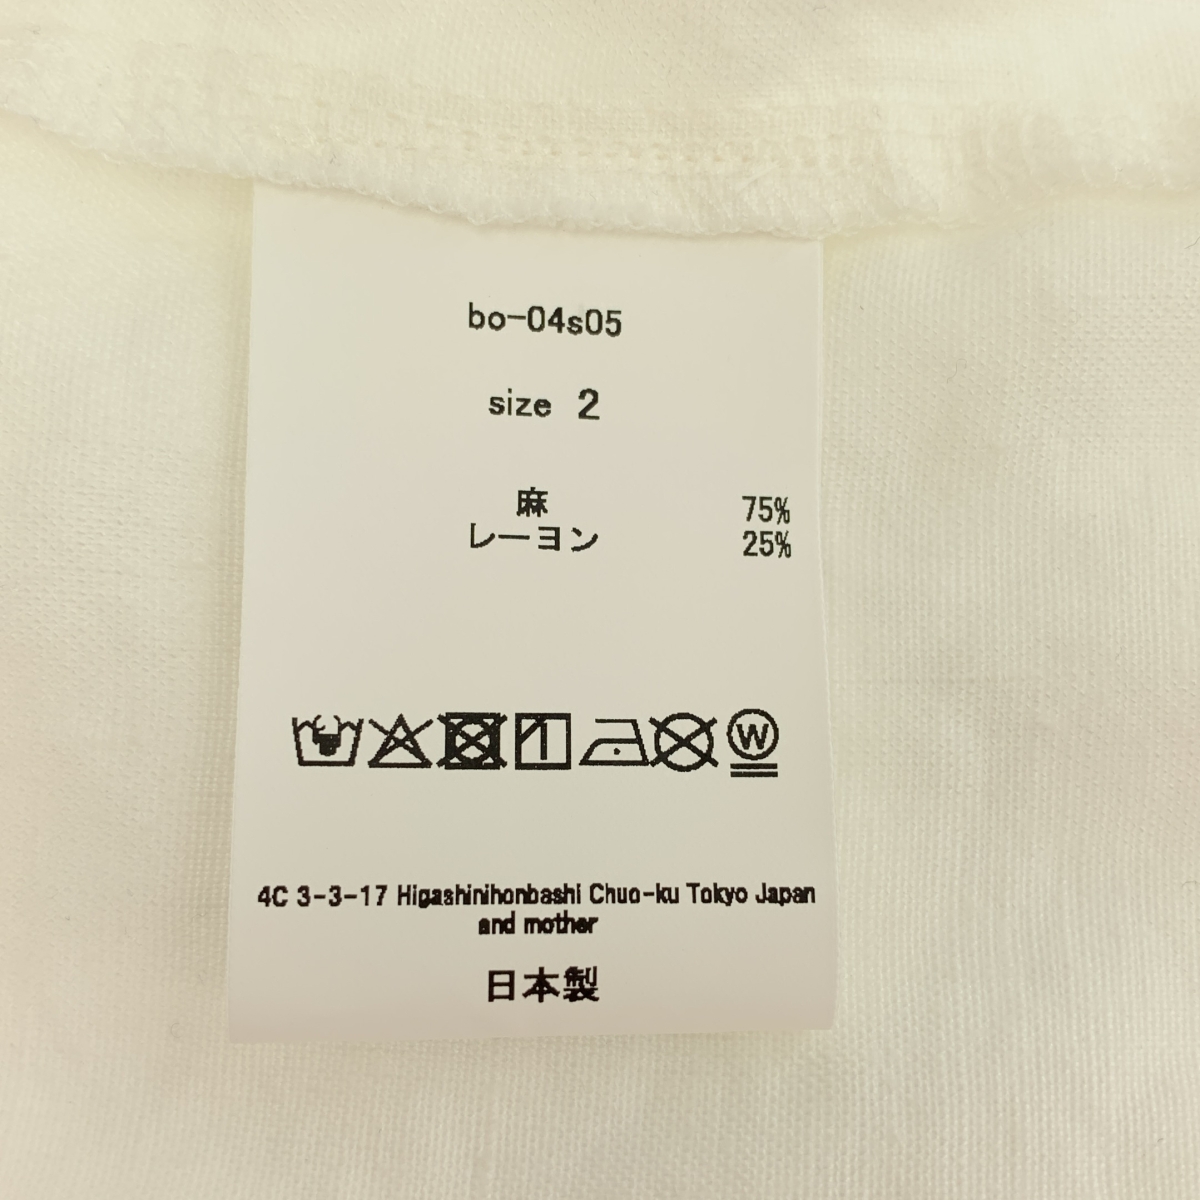 bo-04s05
size 2
麻 75%
レーヨン 25%
W
4C 3-3-17 Higashinihonbashi Chuo-ku Tokyo Japan
and mother
日本製